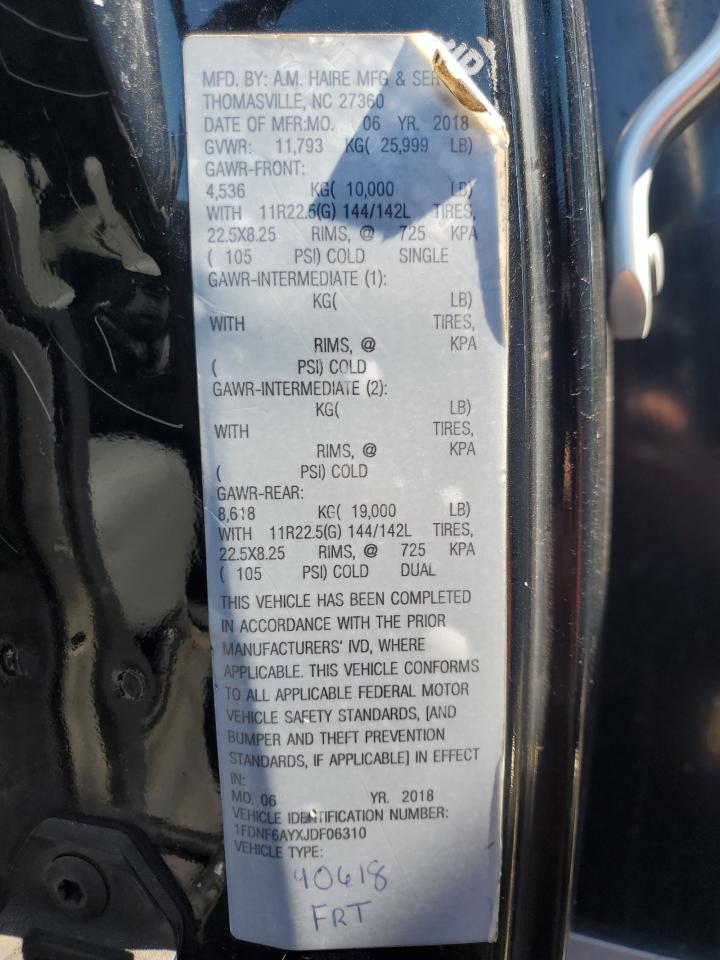 MFD. BY: A.M. HAIRE MFG & SER
THOMASVILLE, NC 27360
DATE OF MFR:MO. 06 YR. 2018
GVWR: 11,793 KG( 25,999 LB)
GAWR-FRONT:
4,536 KG( 10,000 LB)
WITH 11R22.5(G) 144/142L TIRES,
22.5X8.25 RIMS, @ 725 KPA
( 105 PSI) COLD SINGLE
GAWR-INTERMEDIATE (1):
KG( LB)
WITH TIRES,
RIMS, @ KPA
( PSI) COLD
GAWR-INTERMEDIATE (2):
KG( LB)
WITH TIRES,
RIMS, @ KPA
( PSI) COLD
GAWR-REAR:
8,618 KG( 19,000 LB)
WITH 11R22.5(G) 144/142L TIRES,
22.5X8.25 RIMS, @ 725 KPA
( 105 PSI) COLD DUAL
THIS VEHICLE HAS BEEN COMPLETED
IN ACCORDANCE WITH THE PRIOR
MANUFACTURERS' IVD, WHERE
APPLICABLE. THIS VEHICLE CONFORMS
TO ALL APPLICABLE FEDERAL MOTOR
VEHICLE SAFETY STANDARDS, [AND
BUMPER AND THEFT PREVENTION
STANDARDS, IF APPLICABLE] IN EFFECT
IN:
MO. 06 YR. 2018
VEHICLE IDENTIFICATION NUMBER:
1FDNF6AYXJDF06310
VEHICLE TYPE:
90618
FRT